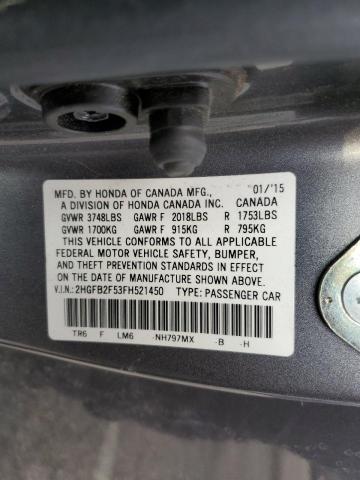 MFD. BY HONDA OF CANADA MFG., 01/'15
A DIVISION OF HONDA CANADA INC. CANADA
GVWR 3748LBS GAWR F 2018LBS R 1753LBS
GVWR 1700KG GAWR F 915KG R 795KG
THIS VEHICLE CONFORMS TO ALL APPLICABLE
FEDERAL MOTOR VEHICLE SAFETY, BUMPER,
AND THEFT PREVENTION STANDARDS IN EFFECT
ON THE DATE OF MANUFACTURE SHOWN ABOVE.
V.I.N.: 2HGFB2F53FH521450 TYPE: PASSENGER CAR
TR6 F LM6 -NH797MX -B -H